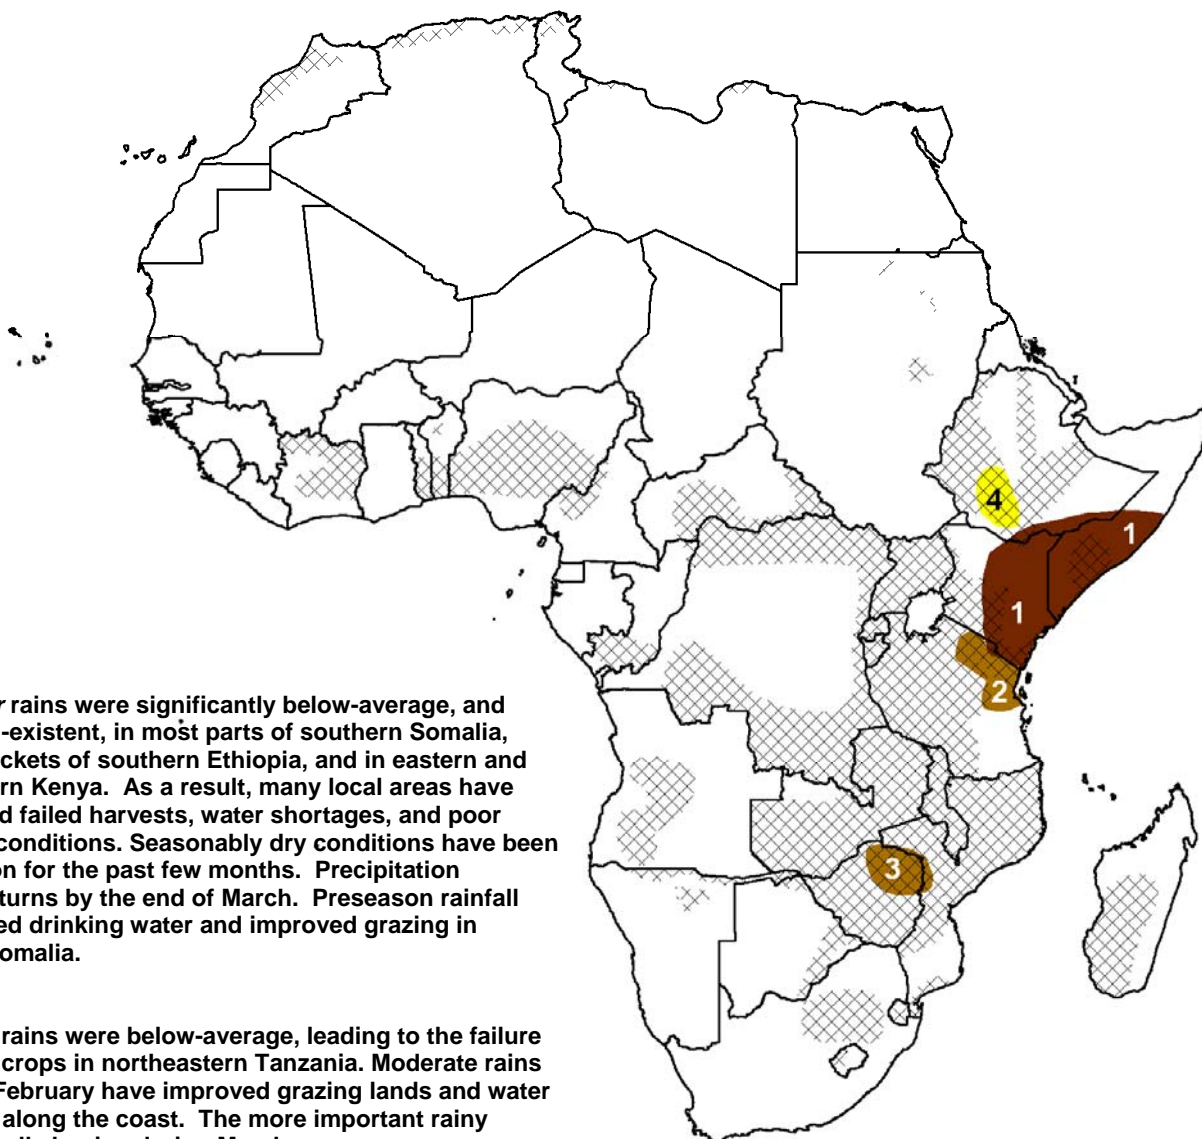 4
1
1
2
3
r rains were significantly below-average, and
-existent, in most parts of southern Somalia,
ckets of southern Ethiopia, and in eastern and
rn Kenya. As a result, many local areas have
d failed harvests, water shortages, and poor
conditions. Seasonably dry conditions have been
on for the past few months. Precipitation
turns by the end of March. Preseason rainfall
ed drinking water and improved grazing in
omalia.
rains were below-average, leading to the failure
crops in northeastern Tanzania. Moderate rains
February have improved grazing lands and water
along the coast. The more important rainy